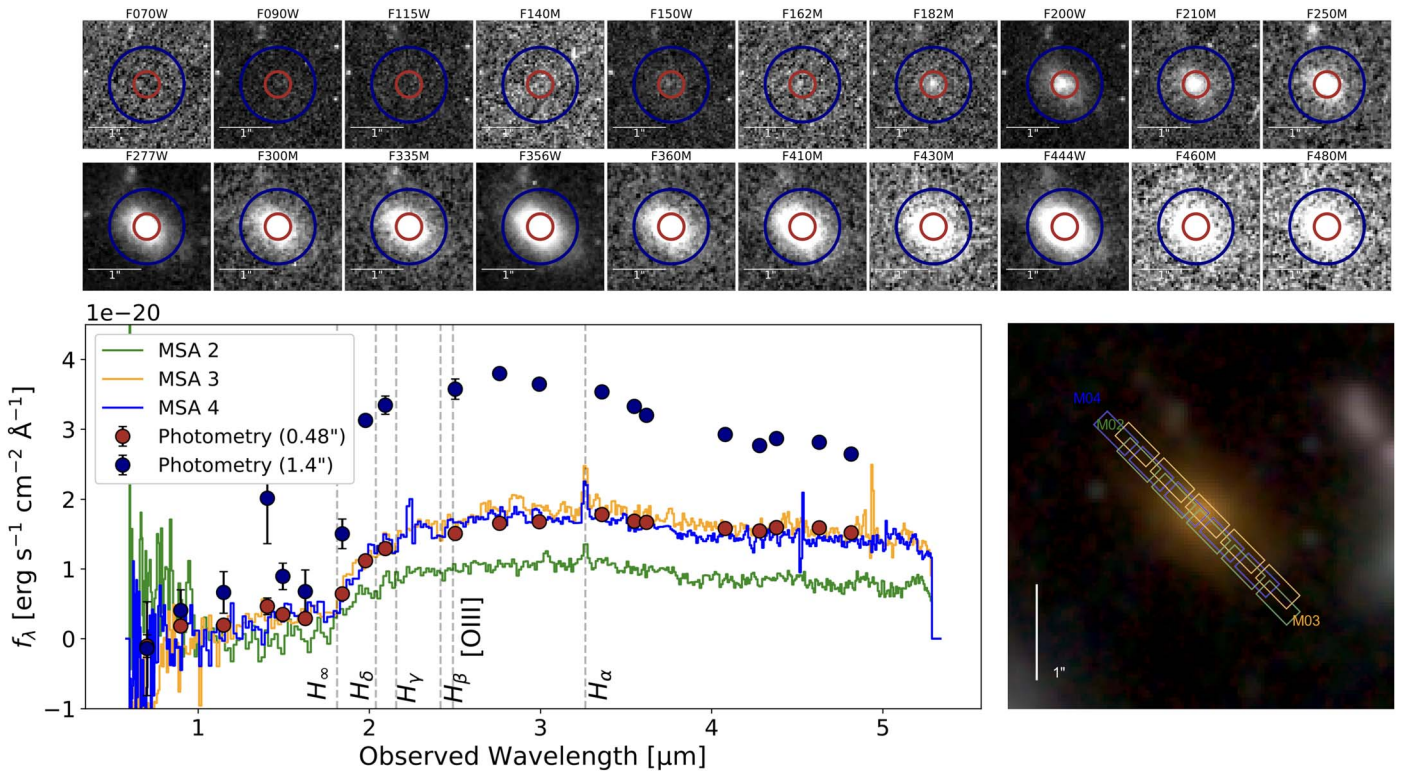 F070W F090W F115W F140M F150W F162M F182M F200W F210M F250M
1" 1" 1" 1" 1" 1" 1" 1" 1" 1"
F277W F300M F335M F356W F360M F410M F430M F444W F460M F480M
1" 1" 1" 1" 1" 1" 1" 1" 1" 1"
1e−20
MSA 2
MSA 3
MSA 4
Photometry (0.48")
Photometry (1.4")
4
3
2
1
0
−1
fλ [erg s⁻¹ cm⁻² Å⁻¹]
H∞ Hδ Hγ Hβ [OIII] Hα
1 2 3 4 5
Observed Wavelength [μm]
M04
M02
M03
1"